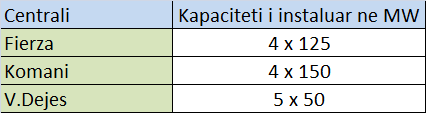 Centrali Kapaciteti i instaluar ne MW
Fierza 4 x 125
Komani 4 x 150
V.Dejes 5 x 50